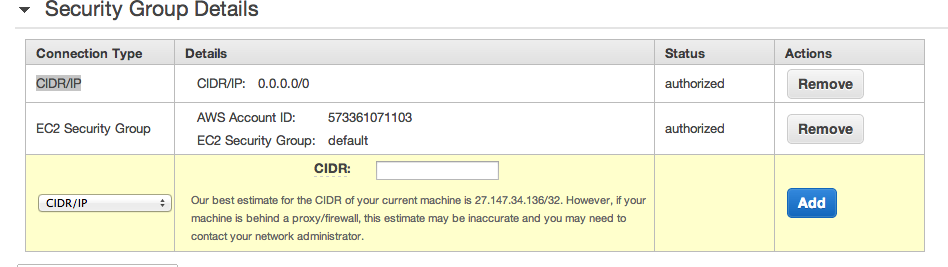 Security Group Details
Connection Type Details Status Actions
CIDR/IP CIDR/IP: 0.0.0.0/0 authorized Remove
EC2 Security Group AWS Account ID: 573361071103 authorized Remove
EC2 Security Group: default
CIDR:
CIDR/IP Our best estimate for the CIDR of your current machine is 27.147.34.136/32. However, if your Add
machine is behind a proxy/firewall, this estimate may be inaccurate and you may need to
contact your network administrator.